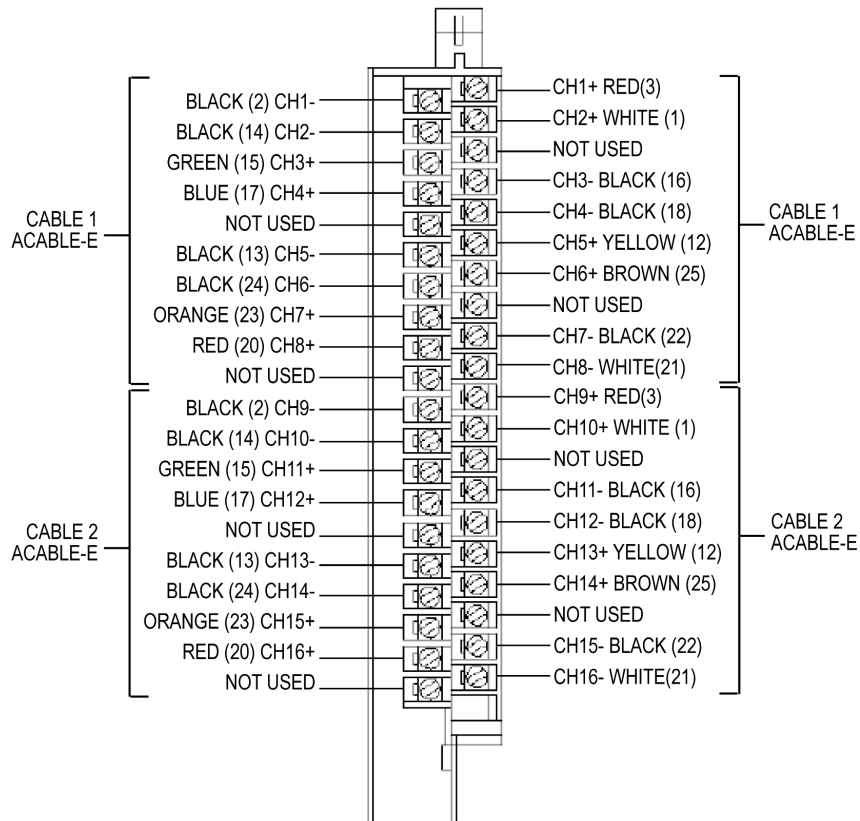 BLACK (2) CH1-
BLACK (14) CH2-
GREEN (15) CH3+
BLUE (17) CH4+
NOT USED
BLACK (13) CH5-
BLACK (24) CH6-
ORANGE (23) CH7+
RED (20) CH8+
NOT USED
CABLE 1
ACABLE-E
BLACK (2) CH9-
BLACK (14) CH10-
GREEN (15) CH11+
BLUE (17) CH12+
NOT USED
BLACK (13) CH13-
BLACK (24) CH14-
ORANGE (23) CH15+
RED (20) CH16+
NOT USED
CABLE 2
ACABLE-E
CH1+ RED(3)
CH2+ WHITE (1)
NOT USED
CH3- BLACK (16)
CH4- BLACK (18)
CH5+ YELLOW (12)
CH6+ BROWN (25)
NOT USED
CH7- BLACK (22)
CH8- WHITE(21)
CABLE 1
ACABLE-E
CH9+ RED(3)
CH10+ WHITE (1)
NOT USED
CH11- BLACK (16)
CH12- BLACK (18)
CH13+ YELLOW (12)
CH14+ BROWN (25)
NOT USED
CH15- BLACK (22)
CH16- WHITE(21)
CABLE 2
ACABLE-E